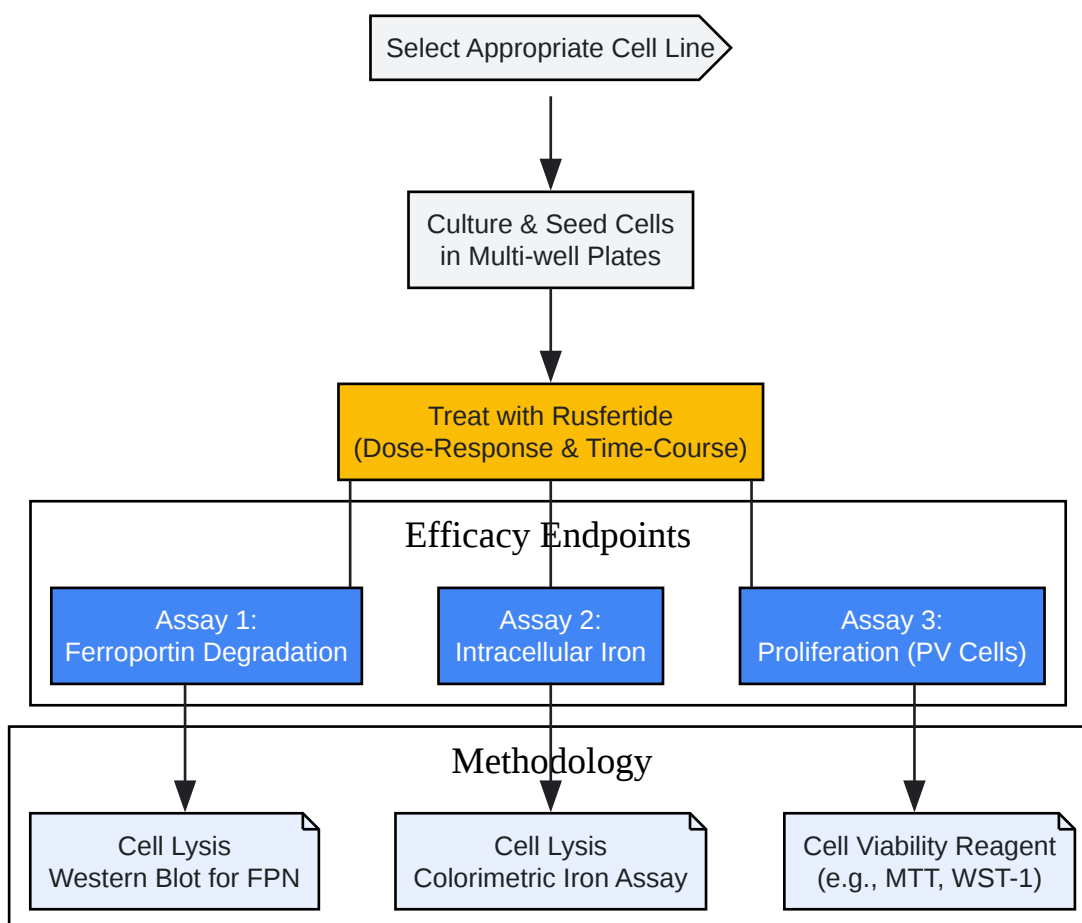 Select Appropriate Cell Line
Culture & Seed Cells
in Multi-well Plates
Treat with Rusfertide
(Dose-Response & Time-Course)
Efficacy Endpoints
Assay 1:
Ferroportin Degradation
Assay 2:
Intracellular Iron
Assay 3:
Proliferation (PV Cells)
Methodology
Cell Lysis
Western Blot for FPN
Cell Lysis
Colorimetric Iron Assay
Cell Viability Reagent
(e.g., MTT, WST-1)